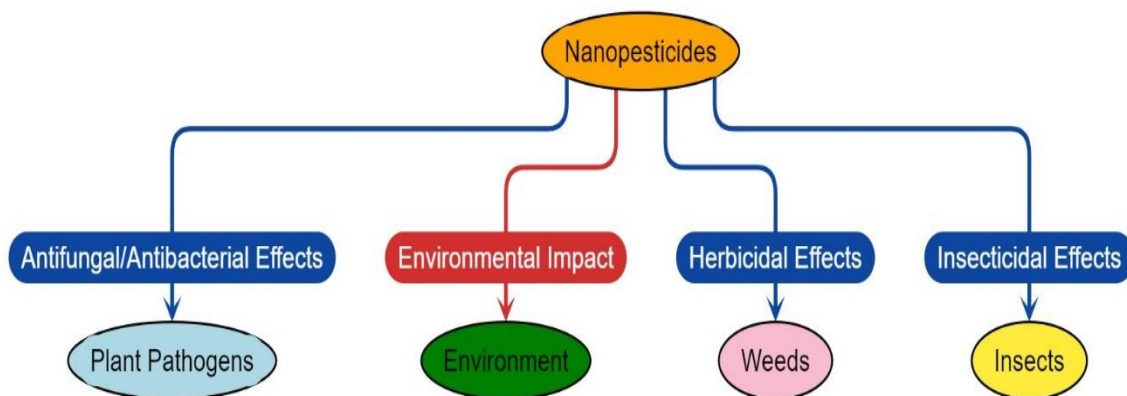 Nanopesticides
Antifungal/Antibacterial Effects
Environmental Impact
Herbicidal Effects
Insecticidal Effects
Plant Pathogens
Environment
Weeds
Insects